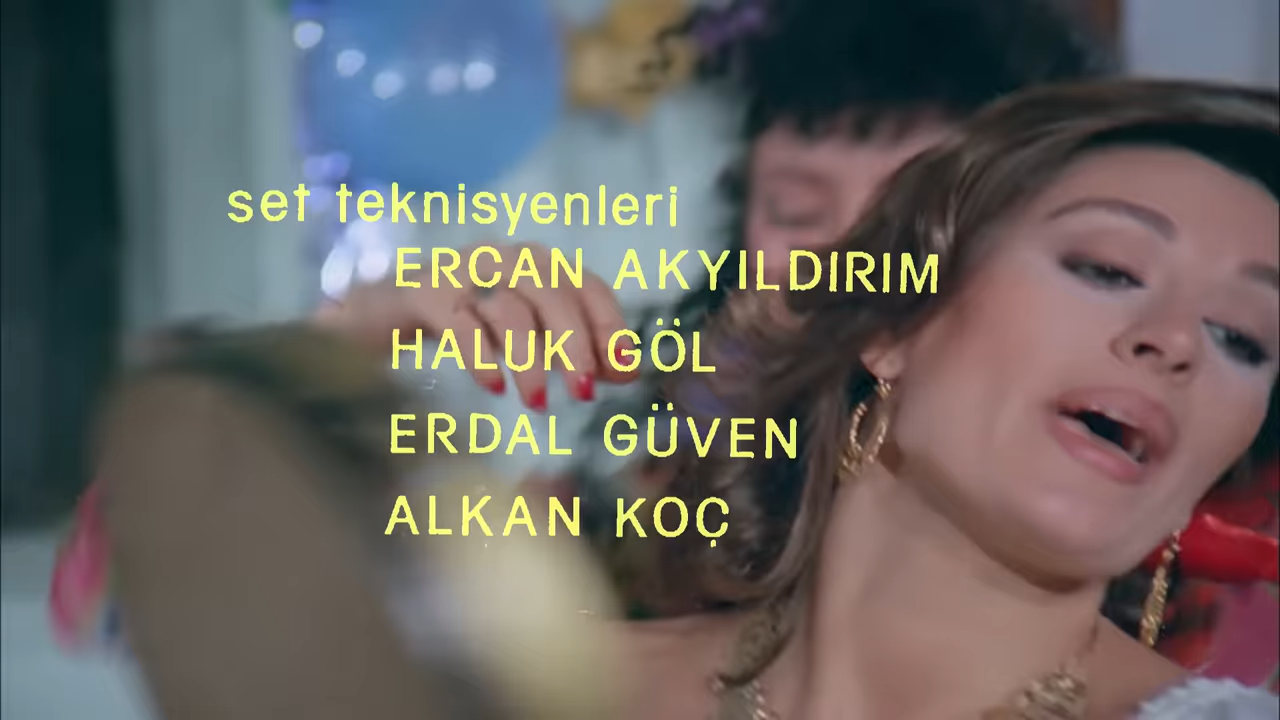 set teknisyenleri
ERCAN AKYILDIRIM
HALUK GÖL
ERDAL GÜVEN
ALKAN KOÇ